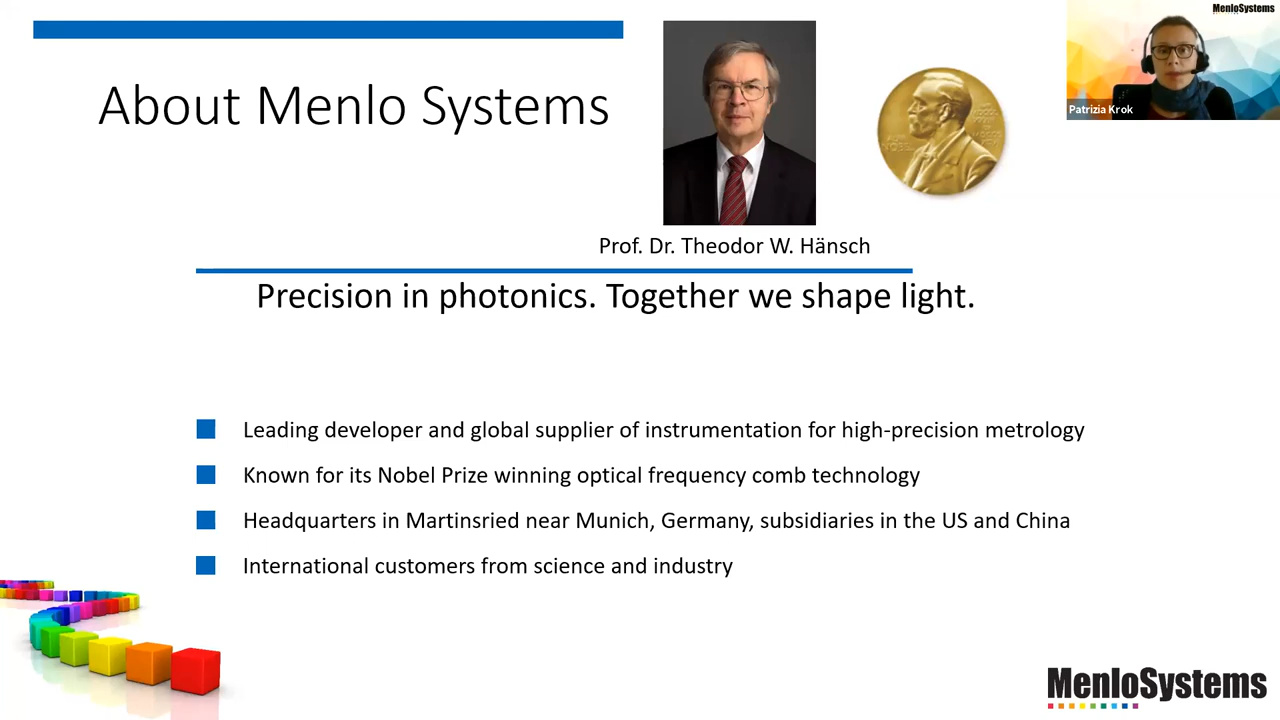 MenloSystems
Patrizia Krok
About Menlo Systems
Prof. Dr. Theodor W. Hänsch
Precision in photonics. Together we shape light.
Leading developer and global supplier of instrumentation for high-precision metrology
Known for its Nobel Prize winning optical frequency comb technology
Headquarters in Martinsried near Munich, Germany, subsidiaries in the US and China
International customers from science and industry
MenloSystems